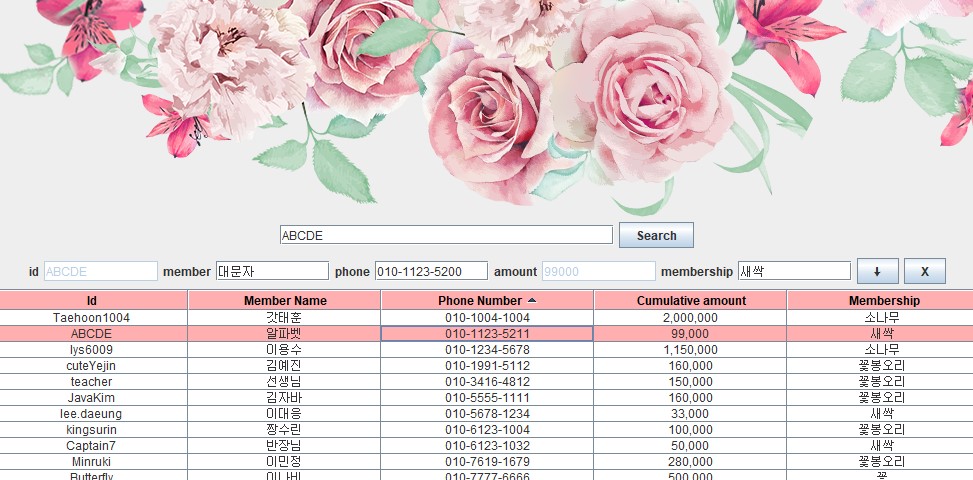 ABCDE Search
id ABCDE member 대문자 phone 010-1123-5200 amount 99000 membership 새싹 ↓ X
Id Member Name Phone Number Cumulative amount Membership
Taehoon1004 갓태훈 010-1004-1004 2,000,000 소나무
ABCDE 알파벳 010-1123-5211 99,000 새싹
lys6009 이용수 010-1234-5678 1,150,000 소나무
cuteYejin 김예진 010-1991-5112 160,000 꽃봉오리
teacher 선생님 010-3416-4812 150,000 꽃봉오리
JavaKim 김자바 010-5555-1111 160,000 꽃봉오리
lee.daeung 이대웅 010-5678-1234 33,000 새싹
kingsurin 짱수린 010-6123-1004 100,000 꽃봉오리
Captain7 반장님 010-6123-1032 50,000 새싹
Minruki 이민정 010-7619-1679 280,000 꽃봉오리
Butterfly 이나비 010-7777-6666 500,000 꽃